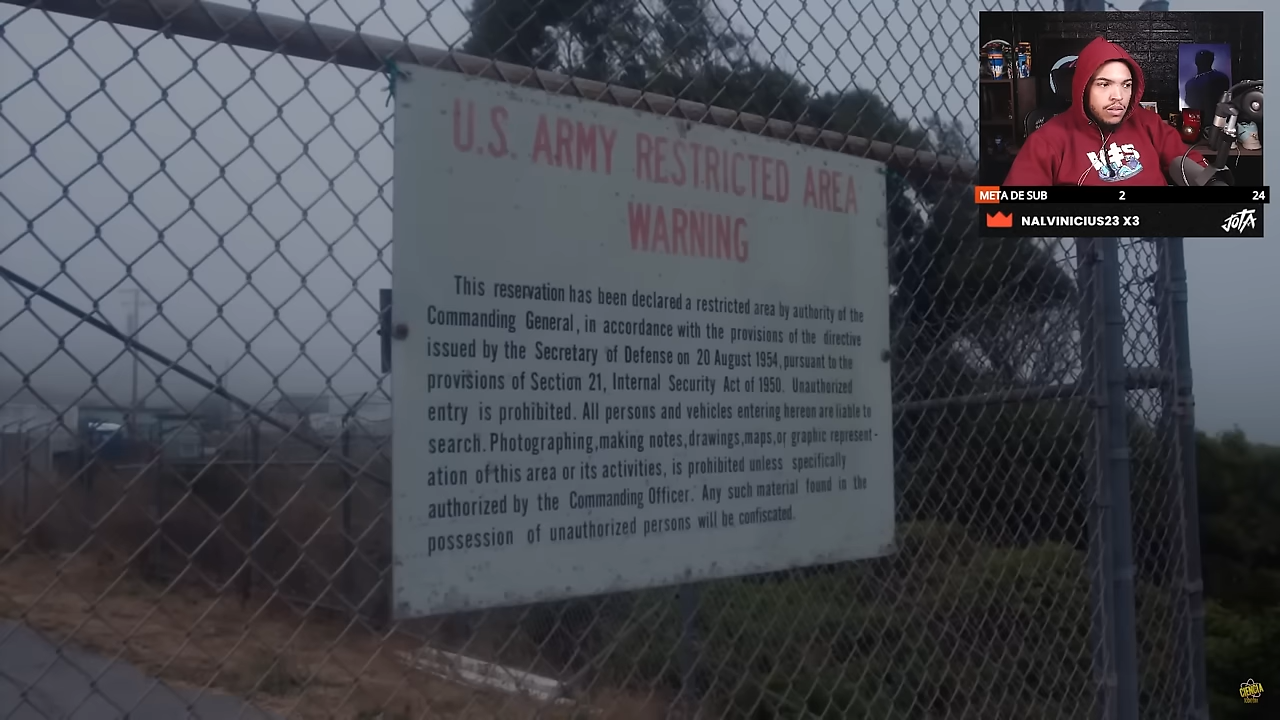 U.S. ARMY RESTRICTED AREA
WARNING
This reservation has been declared a restricted area by authority of the
Commanding General, in accordance with the provisions of the directive
issued by the Secretary of Defense on 20 August 1954, pursuant to the
provisions of Section 21, Internal Security Act of 1950. Unauthorized
entry is prohibited. All persons and vehicles entering hereon are liable to
search. Photographing, making notes, drawings, maps, or graphic represent-
ation of this area or its activities, is prohibited unless specifically
authorized by the Commanding Officer. Any such material found in the
possession of unauthorized persons will be confiscated.
META DE SUB 2 24
NALVINICIUS23 X3
JOTA
CIENCIA